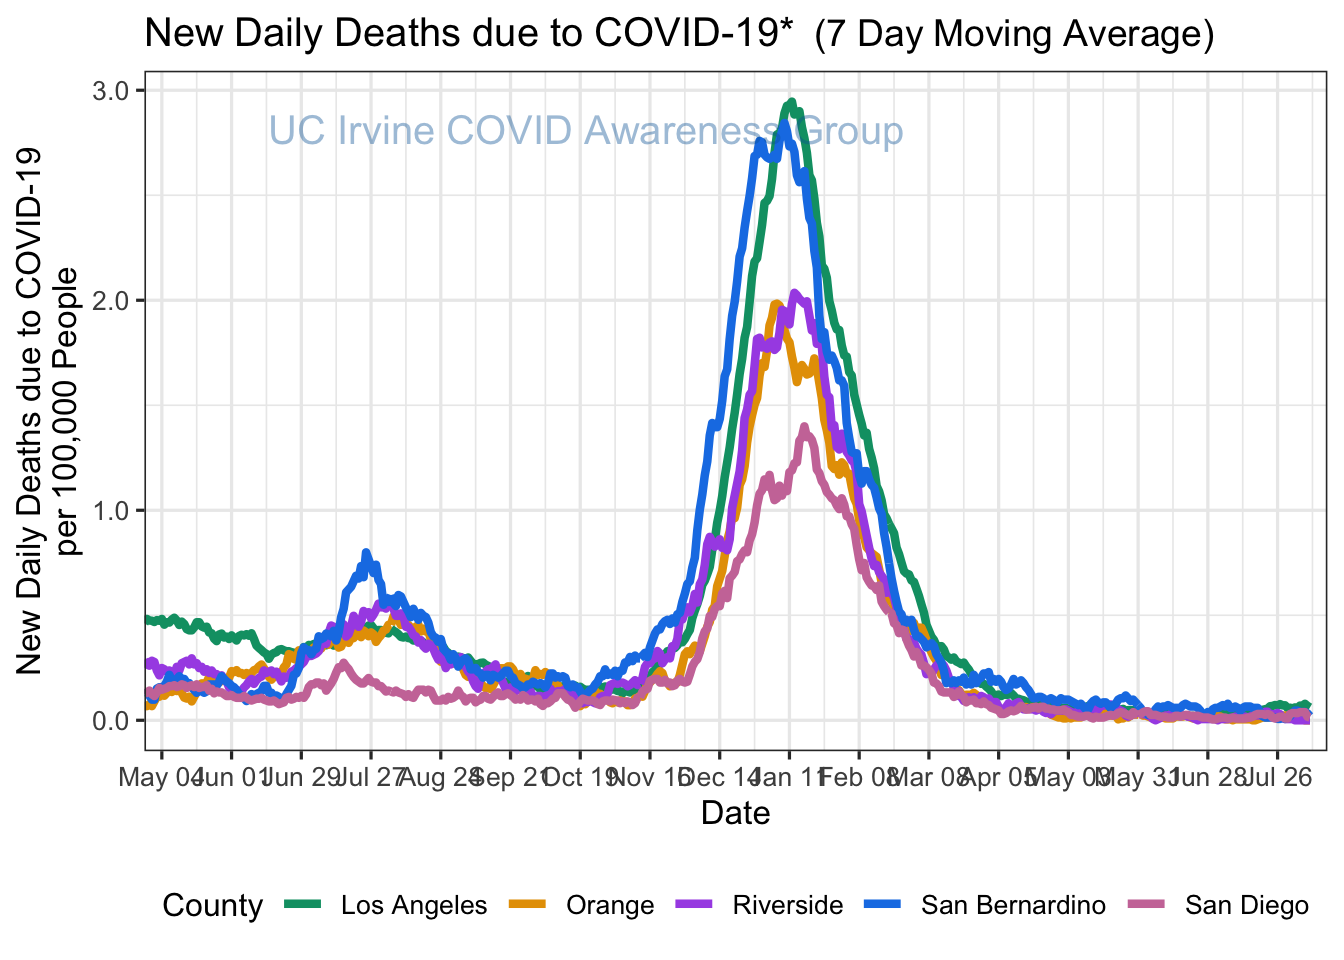 New Daily Deaths due to COVID-19* (7 Day Moving Average)
UC Irvine COVID Awareness Group
New Daily Deaths due to COVID-19
per 100,000 People
3.0
2.0
1.0
0.0
May 04 Jun 01 Jun 29 Jul 27 Aug 24 Sep 21 Oct 19 Nov 16 Dec 14 Jan 11 Feb 08 Mar 08 Apr 05 May 03 May 31 Jun 28 Jul 26
Date
County Los Angeles Orange Riverside San Bernardino San Diego